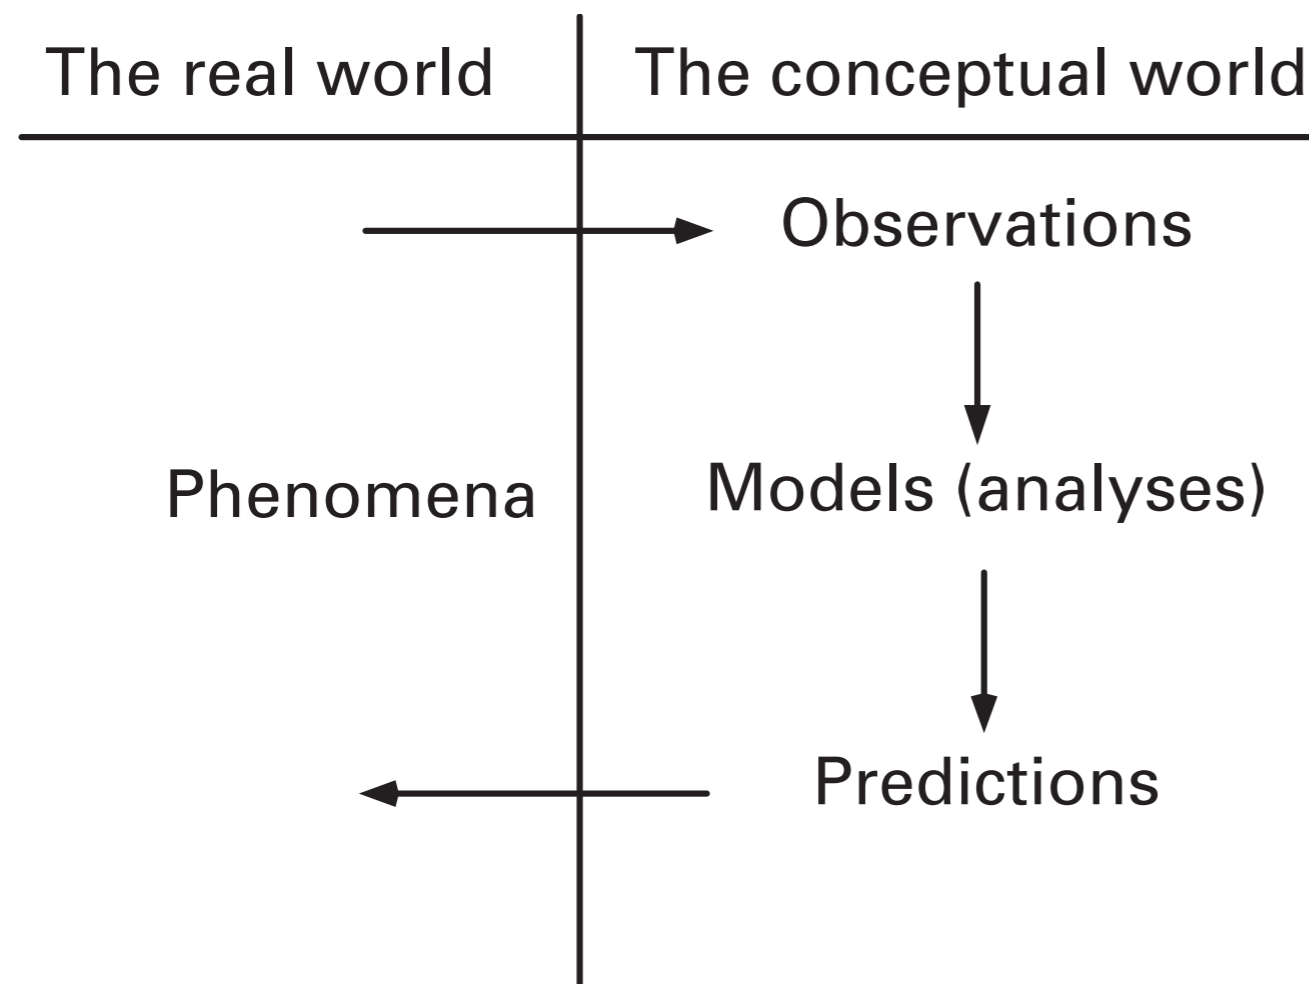 The real world
The conceptual world
Observations
Phenomena
Models (analyses)
Predictions